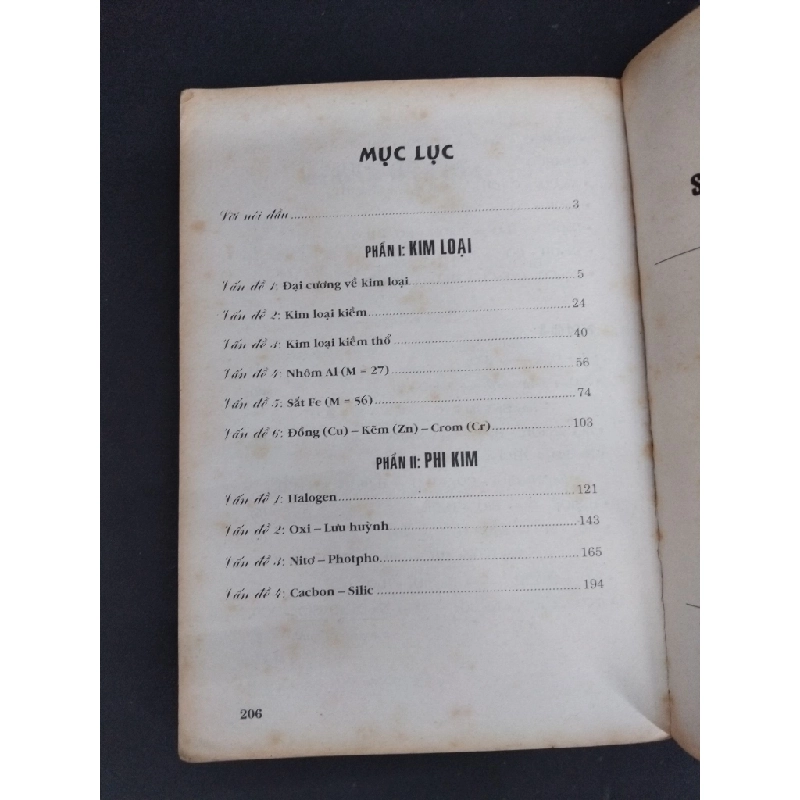 MỤC LỤC
Lời nói đầu 3
PHẦN I: KIM LOẠI
Vấn đề 1: Đại cương về kim loại 5
Vấn đề 2: Kim loại kiềm 24
Vấn đề 3: Kim loại kiềm thổ 40
Vấn đề 4: Nhôm Al (M = 27) 56
Vấn đề 5: Sắt Fe (M = 56) 74
Vấn đề 6: Đồng (Cu) – Kẽm (Zn) – Crom (Cr) 103
PHẦN II: PHI KIM
Vấn đề 1: Halogen 121
Vấn đề 2: Oxi – Lưu huỳnh 143
Vấn đề 3: Nitơ – Photpho 165
Vấn đề 4: Cacbon – Silic 194
206
S